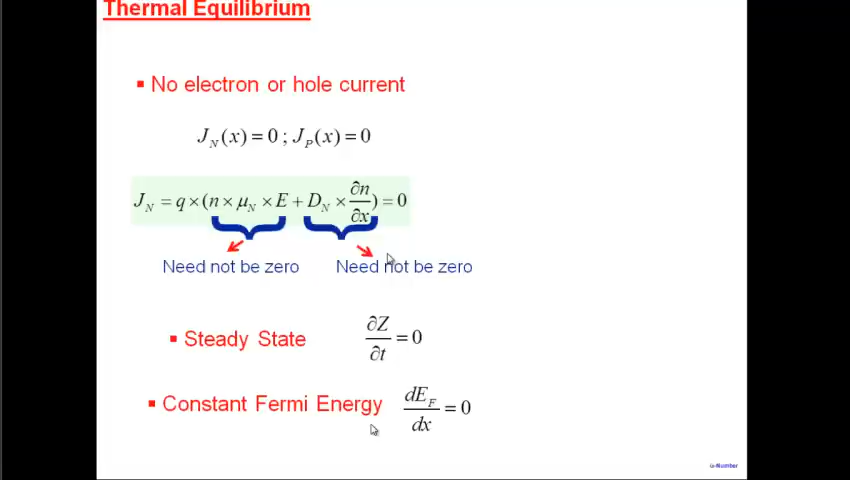 Thermal Equilibrium
▪ No electron or hole current
J_N(x) = 0 ; J_P(x) = 0
J_N = q × (n × μ_N × E + D_N × ∂n/∂x) = 0
Need not be zero Need not be zero
▪ Steady State ∂Z/∂t = 0
▪ Constant Fermi Energy dE_F/dx = 0